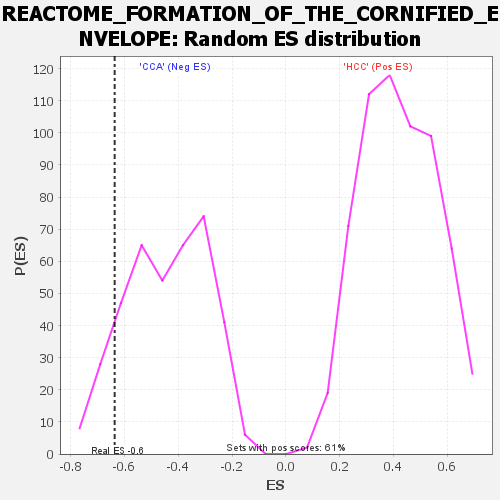 REACTOME_FORMATION_OF_THE_CORNIFIED_E
NVELOPE: Random ES distribution
'CCA' (Neg ES)
'HCC' (Pos ES)
120
110
100
90
80
70
60
50
40
30
20
10
0
P(ES)
Real ES -0.6
Sets with pos scores: 61%
-0.8 -0.6 -0.4 -0.2 0.0 0.2 0.4 0.6
ES